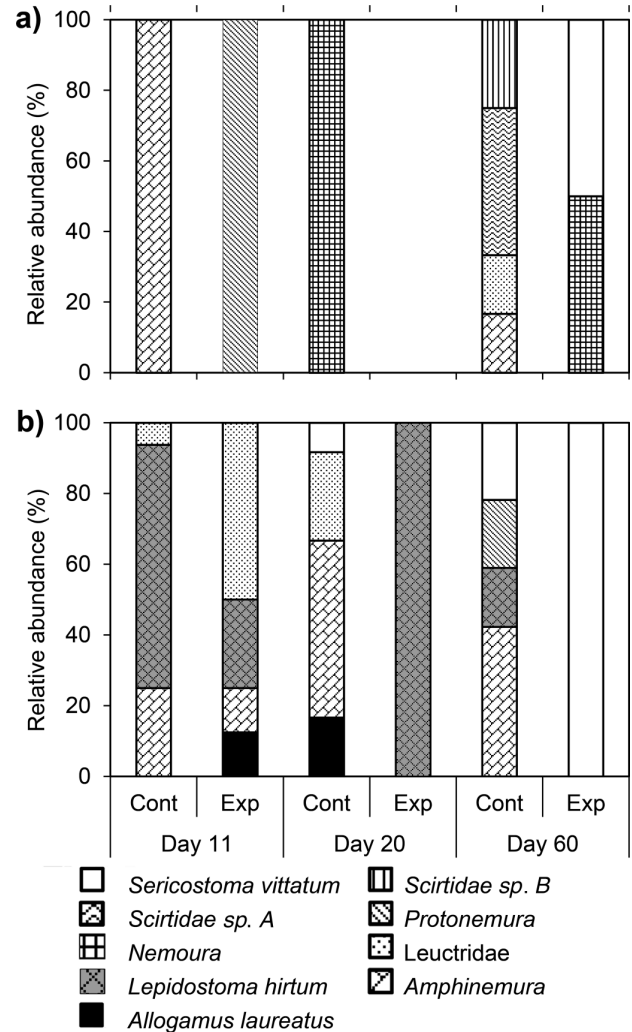 a)
Relative abundance (%)
100
80
60
40
20
0
b)
Relative abundance (%)
100
80
60
40
20
0
Cont Exp Cont Exp Cont Exp
Day 11 Day 20 Day 60
Sericostoma vittatum Scirtidae sp. B
Scirtidae sp. A Protonemura
Nemoura Leuctridae
Lepidostoma hirtum Amphinemura
Allogamus laureatus